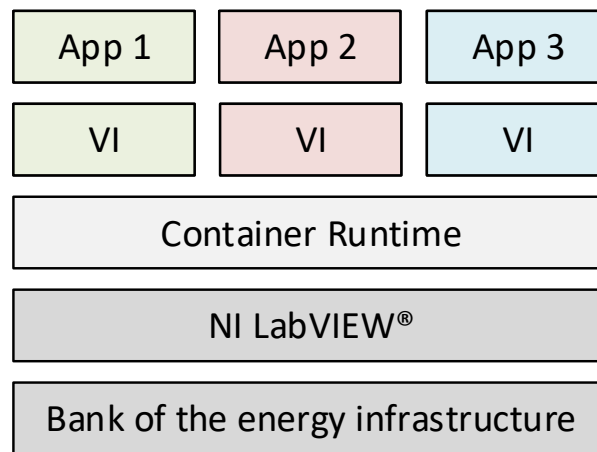 App 1 App 2 App 3
VI VI VI
Container Runtime
NI LabVIEW®
Bank of the energy infrastructure